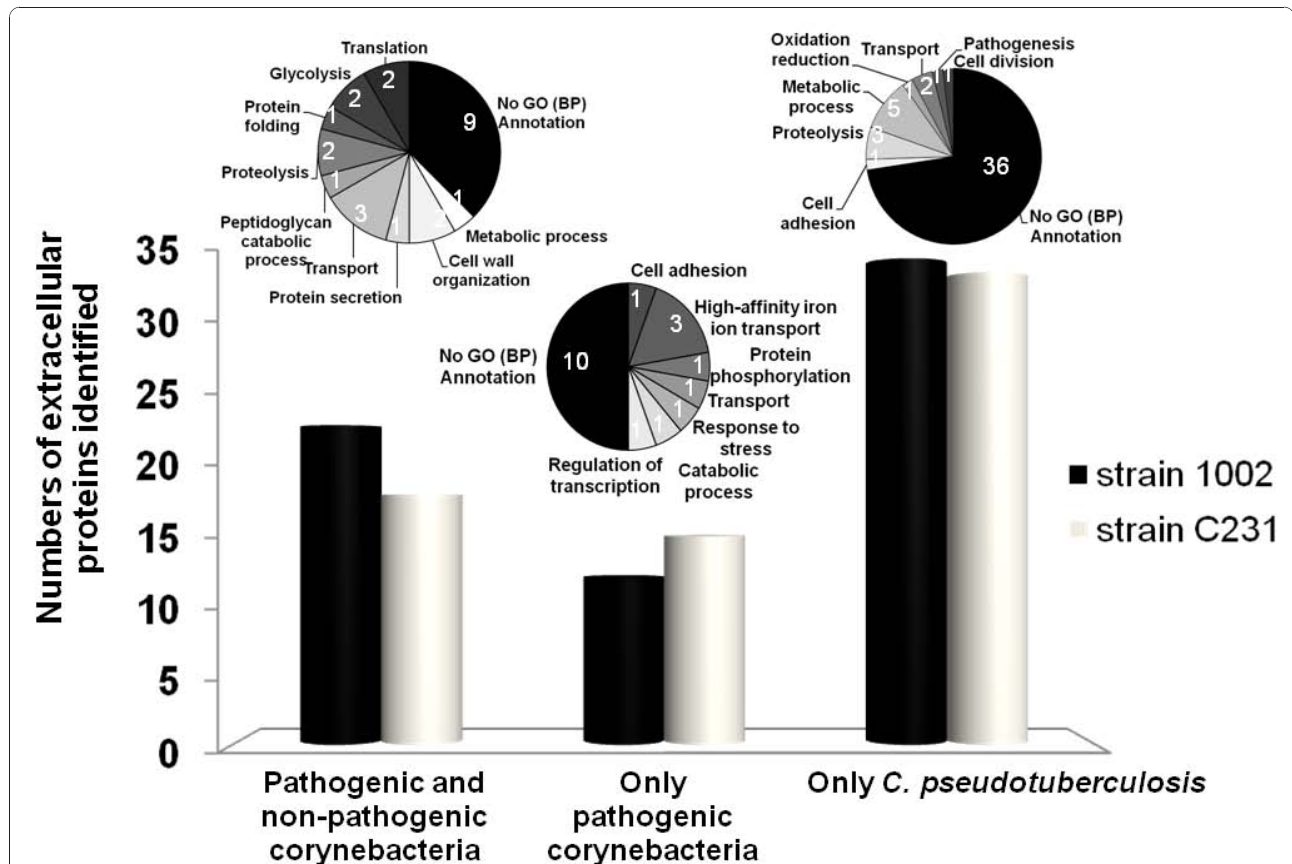 Translation
2
Glycolysis
2
Protein
folding
1
2
Proteolysis
1
Peptidoglycan
catabolic
process
3
Transport
1
Protein secretion
2
Cell wall
organization
1
Metabolic process
9
No GO (BP)
Annotation
Oxidation
reduction
1
Transport
2
Pathogenesis
1
Cell division
1
Metabolic
process
5
Proteolysis
3
1
Cell
adhesion
36
No GO (BP)
Annotation
Cell adhesion
1
High-affinity iron
ion transport
3
Protein
phosphorylation
1
Transport
1
Response to
stress
1
Catabolic
process
1
Regulation of
transcription
1
No GO (BP)
Annotation
10
Numbers of extracellular
proteins identified
35
30
25
20
15
10
5
0
strain 1002
strain C231
Pathogenic and
non-pathogenic
corynebacteria
Only
pathogenic
corynebacteria
Only C. pseudotuberculosis